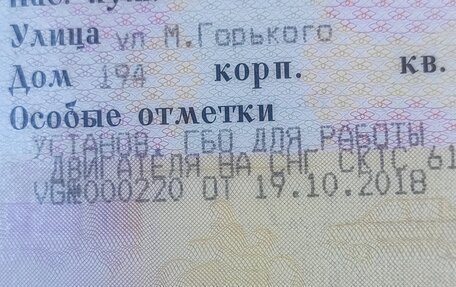 Улица ул М.Горького
Дом 194 корп. кв.
Особые отметки
УСТАНОВ. ГБО ДЛЯ РАБОТЫ
ДВИГАТЕЛЯ НА СНГ СКТС 61
VG№000220 ОТ 19.10.2018